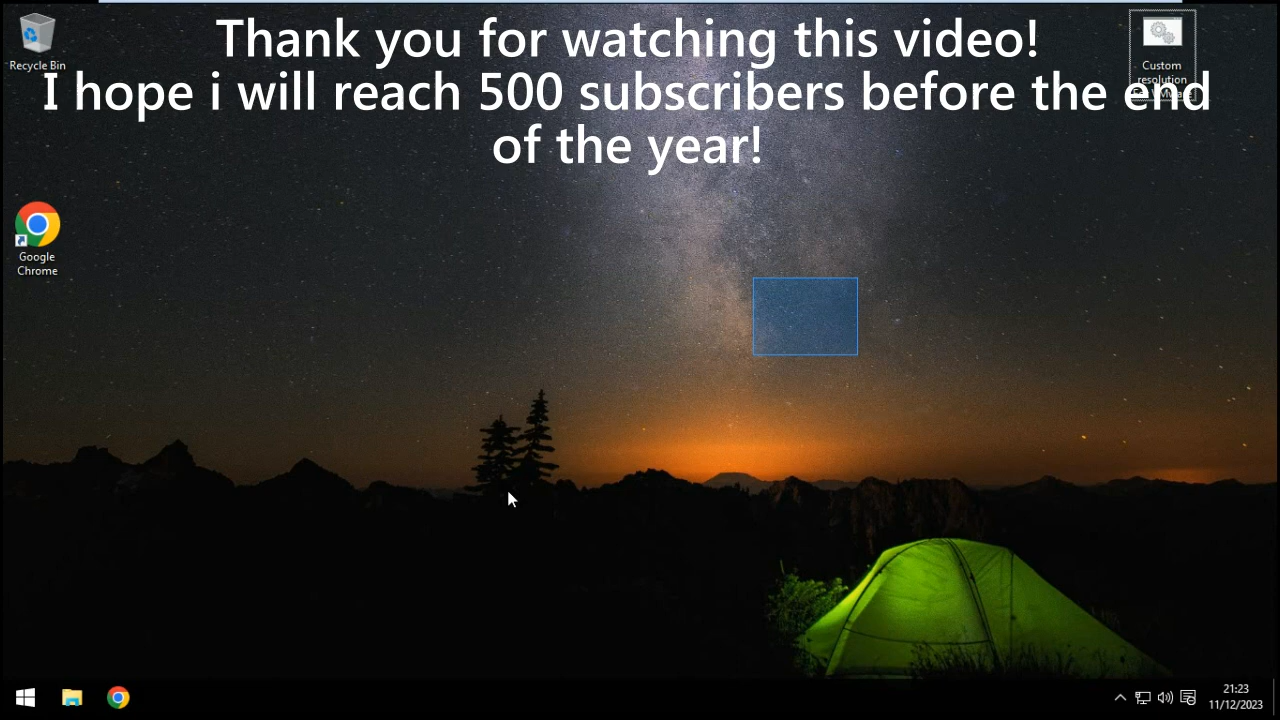 Thank you for watching this video!
I hope i will reach 500 subscribers before the end
of the year!
Recycle Bin
Custom
resolution
Google
Chrome
21:23
11/12/2023